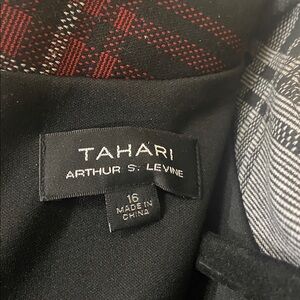 TAHARI
ARTHUR S. LEVINE
16
MADE IN
CHINA